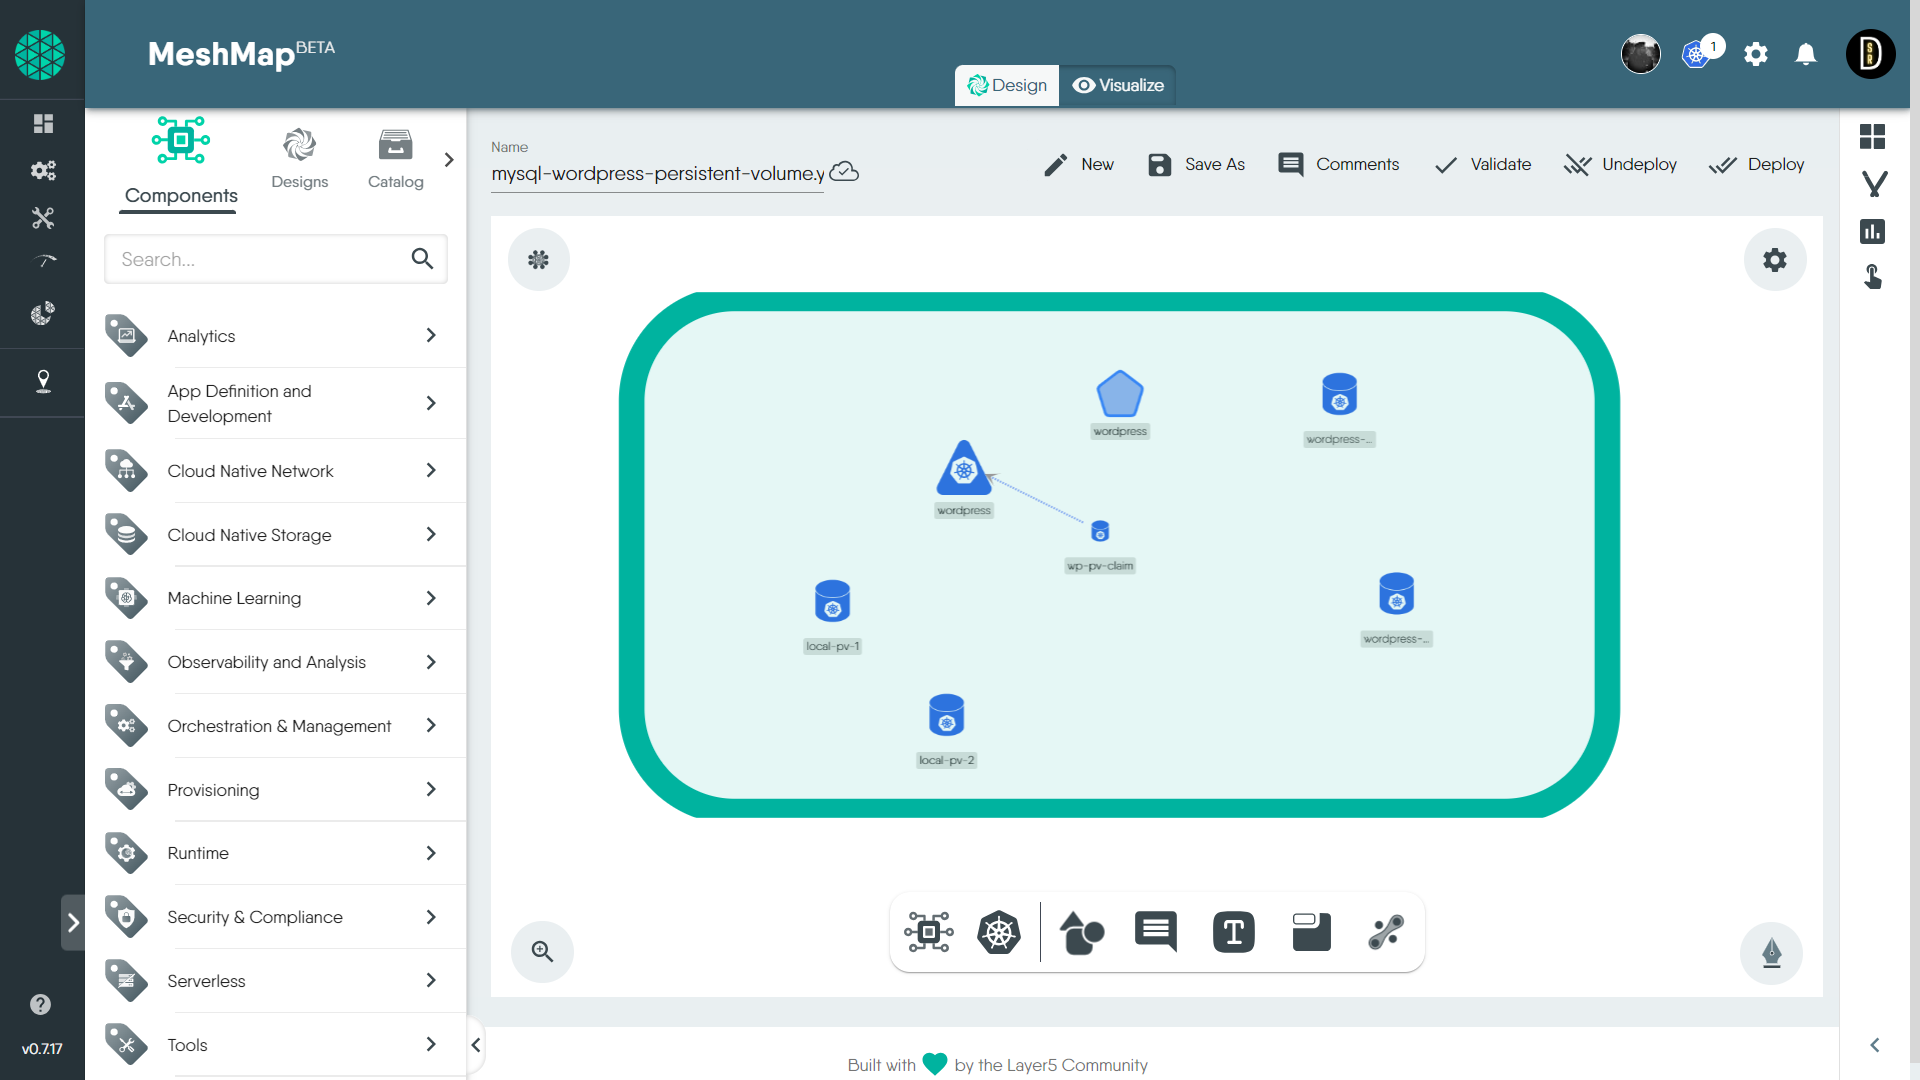 MeshMap BETA
1
D
S
R
Design
Visualize
Components
Designs
Catalog
Search...
Analytics
App Definition and
Development
Cloud Native Network
Cloud Native Storage
Machine Learning
Observability and Analysis
Orchestration & Management
Provisioning
Runtime
Security & Compliance
Serverless
Tools
v0.7.17
Name
mysql-wordpress-persistent-volume.y
New
Save As
Comments
Validate
Undeploy
Deploy
wordpress
wordpress-...
wordpress
wp-pv-claim
local-pv-1
wordpress-...
local-pv-2
T
Built with by the Layer5 Community